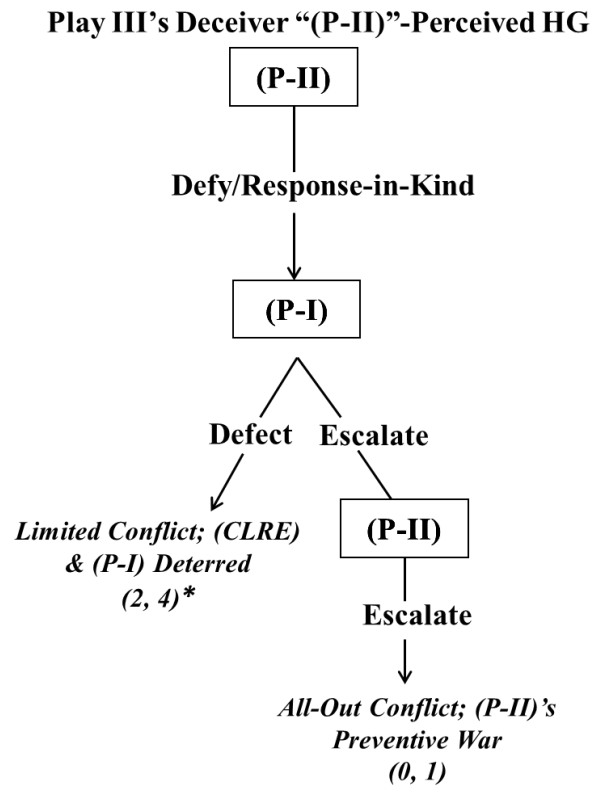 Play III's Deceiver “(P-II)”-Perceived HG
(P-II)
Defy/Response-in-Kind
(P-I)
Defect
Escalate
Limited Conflict; (CLRE)
& (P-I) Deterred
(2, 4)*
(P-II)
Escalate
All-Out Conflict; (P-II)'s
Preventive War
(0, 1)